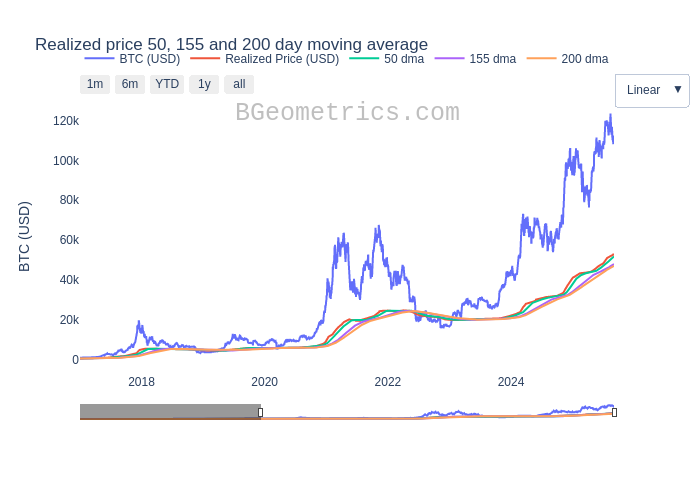 Realized price 50, 155 and 200 day moving average
BTC (USD) Realized Price (USD) 50 dma 155 dma 200 dma
1m 6m YTD 1y all
Linear ▼
BGeometrics.com
BTC (USD)
120k
100k
80k
60k
40k
20k
0
2018 2020 2022 2024